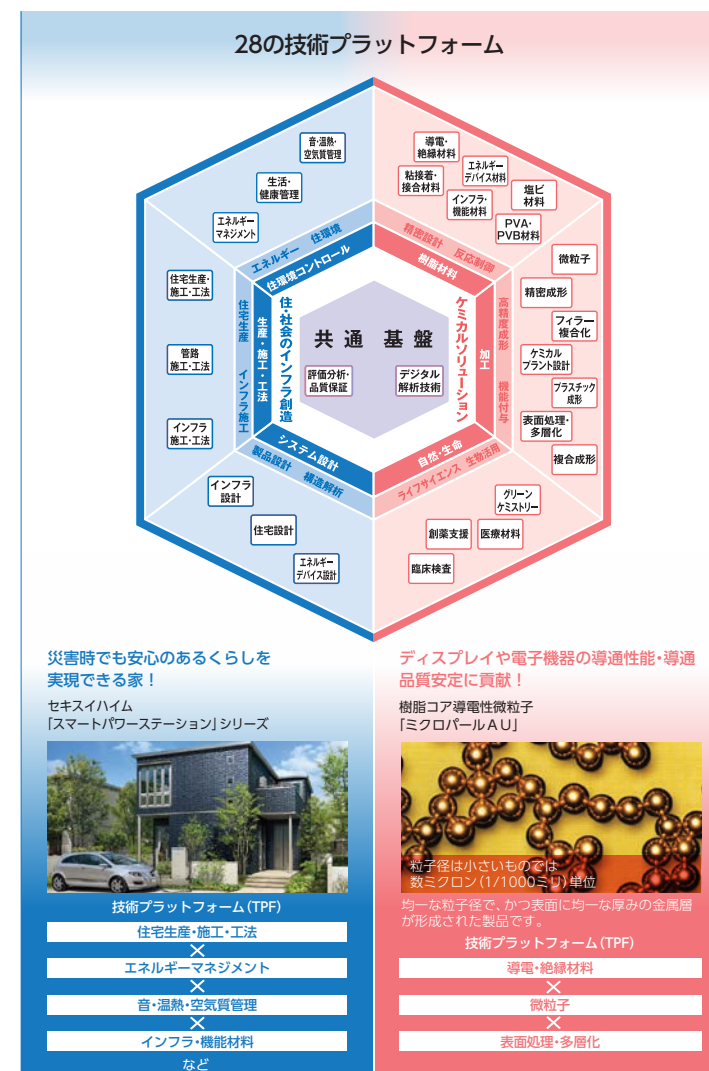 28の技術プラットフォーム
音・温熱・
空気質管理
生活・
健康管理
エネルギー
マネジメント
導電・
絶縁材料
エネルギー
デバイス材料
粘接着・
接合材料
塩ビ
材料
インフラ・
機能材料
PVA・
PVB材料
エネルギー 住環境
住環境コントロール
精密設計 反応制御
樹脂材料
住宅生産・
施工・工法
管路
施工・工法
インフラ
施工・工法
住宅生産 インフラ施工
生産・施工・工法
住・社会のインフラ創造
共通 基盤
評価分析・
品質保証
デジタル
解析技術
ケミカルソリューション
加工
高精度成形 機能付与
微粒子
精密成形
フィラー
複合化
ケミカル
プラント設計
プラスチック
成形
表面処理・
多層化
複合成形
システム設計
製品設計 構造解析
自然・生命
ライフサイエンス 生物活用
インフラ
設計
住宅設計
エネルギー
デバイス設計
グリーン
ケミストリー
創薬支援
医療材料
臨床検査
災害時でも安心のあるくらしを
実現できる家！
セキスイハイム
「スマートパワーステーション」シリーズ
技術プラットフォーム（TPF）
住宅生産・施工・工法
×
エネルギーマネジメント
×
音・温熱・空気質管理
×
インフラ・機能材料
など
ディスプレイや電子機器の導通性能・導通
品質安定に貢献！
樹脂コア導電性微粒子
「ミクロパールAU」
粒子径は小さいものでは
数ミクロン（1/1000ミリ）単位
均一な粒子径で、かつ表面に均一な厚みの金属層
が形成された製品です。
技術プラットフォーム（TPF）
導電・絶縁材料
×
微粒子
×
表面処理・多層化